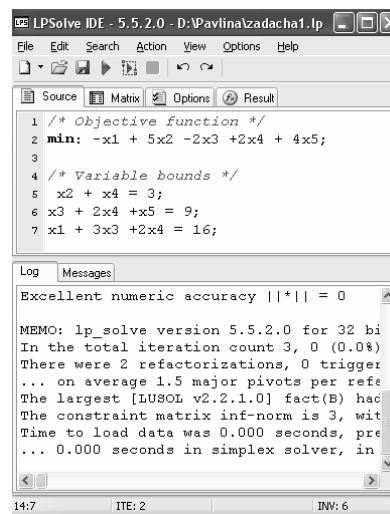 LPSolve IDE - 5.5.2.0 - D:\Pavlina\zadacha1.lp
File Edit Search Action View Options Help
Source Matrix Options Result
1 /* Objective function */
2 min: -x1 + 5x2 -2x3 +2x4 + 4x5;
3
4 /* Variable bounds */
5 x2 + x4 = 3;
6 x3 + 2x4 +x5 = 9;
7 x1 + 3x3 +2x4 = 16;
Log Messages
Excellent numeric accuracy ||*|| = 0
MEMO: lp_solve version 5.5.2.0 for 32 bi
In the total iteration count 3, 0 (0.0%)
There were 2 refactorizations, 0 trigger
... on average 1.5 major pivots per refa
The largest [LUSOL v2.2.1.0] fact(B) had
The constraint matrix inf-norm is 3, wit
Time to load data was 0.000 seconds, pre
... 0.000 seconds in simplex solver, in
14:7 ITE: 2 INV: 6